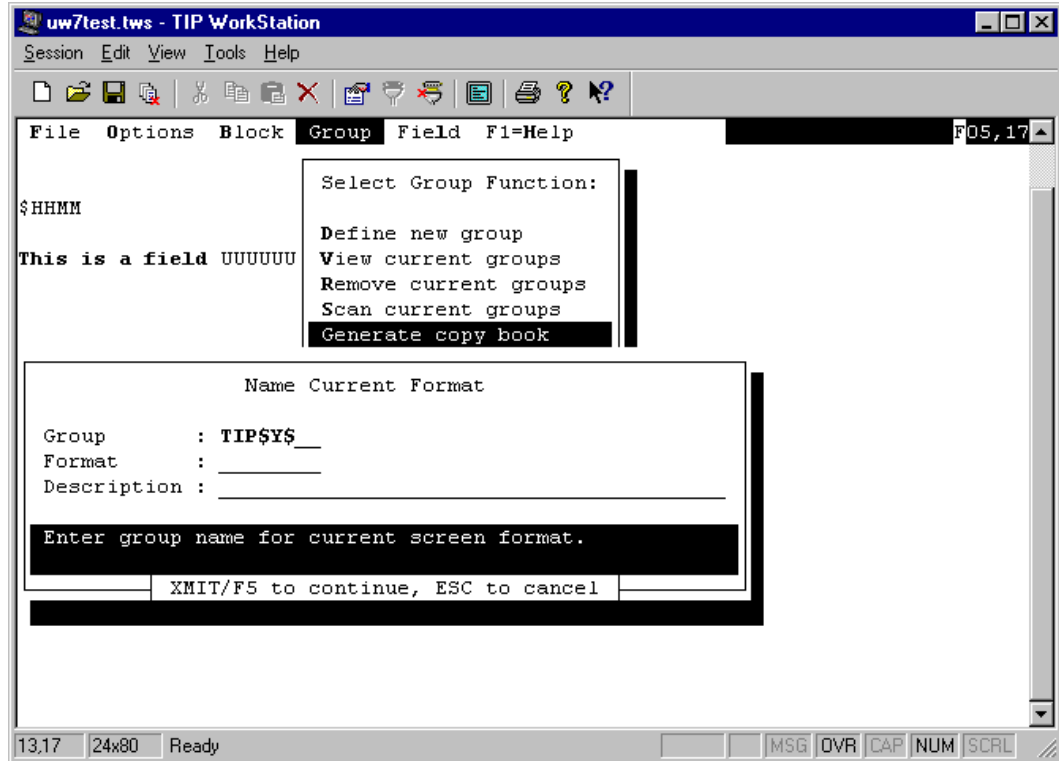 uw7test.tws - TIP WorkStation
Session Edit View Tools Help
File Options Block Group Field F1=Help F05,17
Select Group Function:
$HHMM
Define new group
This is a field UUUUUU View current groups
Remove current groups
Scan current groups
Generate copy book
Name Current Format
Group : TIP$Y$__
Format : ________
Description : ________________________________________
Enter group name for current screen format.
XMIT/F5 to continue, ESC to cancel
13,17 24x80 Ready MSG OVR CAP NUM SCRL